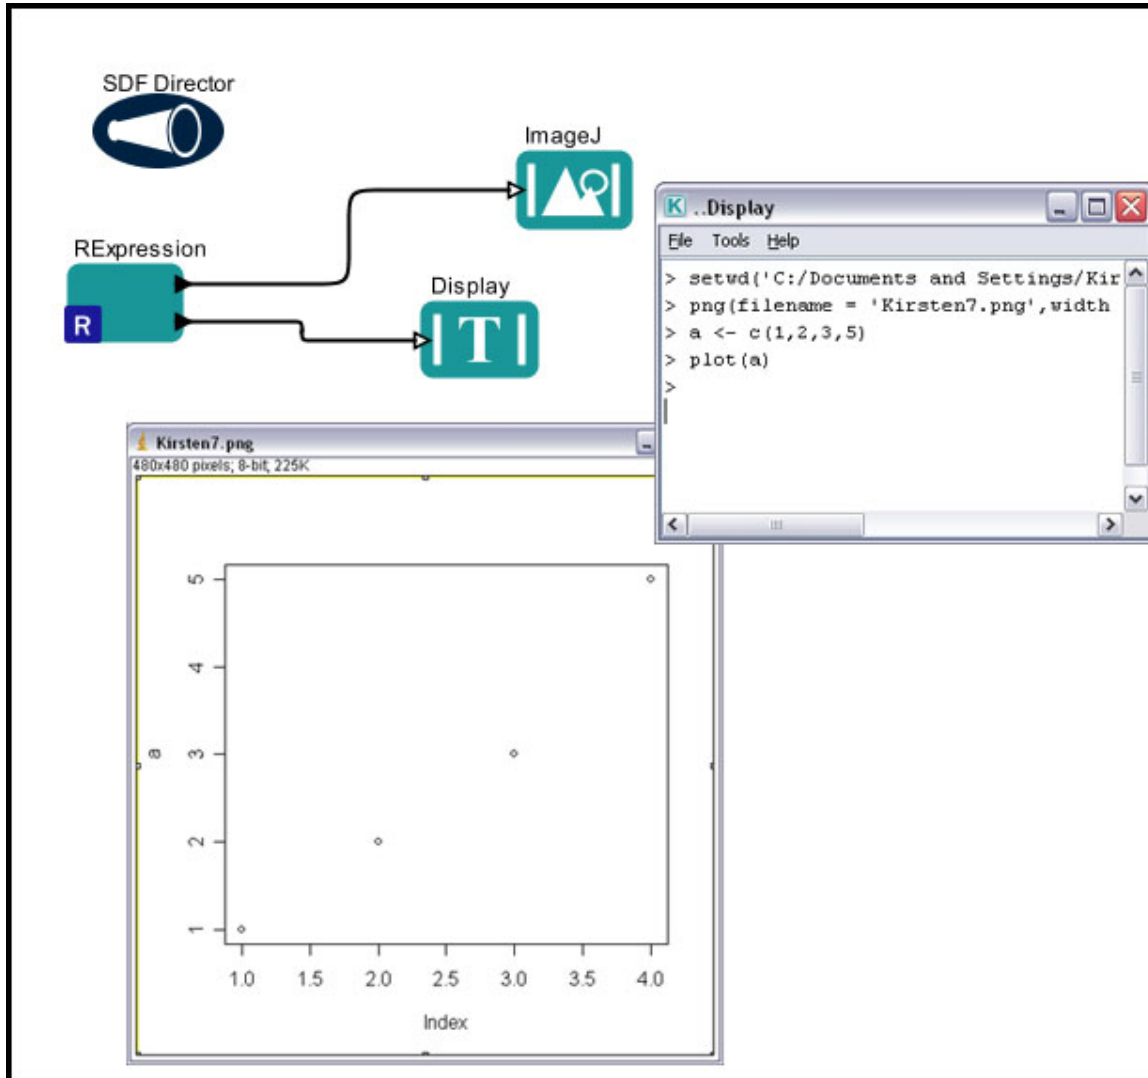 SDF Director
ImageJ
RExpression
R
Display
T
K ..Display
File Tools Help
> setwd('C:/Documents and Settings/Kir
> png(filename = 'Kirsten7.png',width
> a <- c(1,2,3,5)
> plot(a)
>
Kirsten7.png
480x480 pixels; 8-bit; 225K
5
4
3
2
1
a
1.0 1.5 2.0 2.5 3.0 3.5 4.0
Index